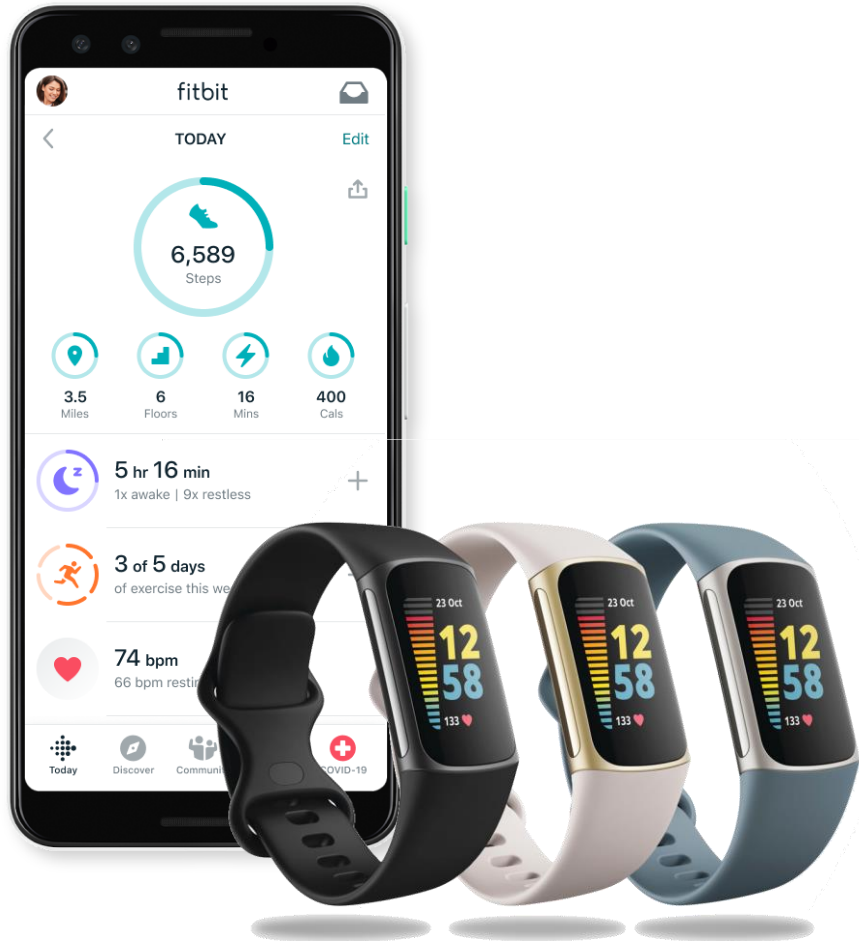 fitbit
TODAY
Edit
6,589
Steps
3.5
Miles
6
Floors
16
Mins
400
Cals
5 hr 16 min
1x awake | 9x restless
3 of 5 days
of exercise this we
74 bpm
66 bpm restin
Today
Discover
Communi
COVID-19
23 Oct
12
58
133
23 Oct
12
58
133
23 Oct
12
58
133